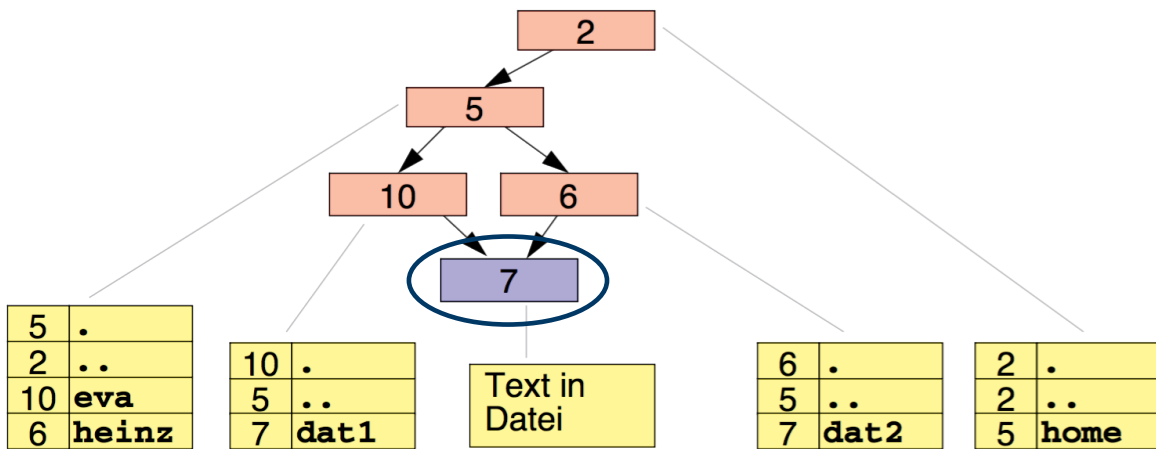 2
5
10 6
7
5 .
2 ..
10 eva
6 heinz
10 .
5 ..
7 dat1
Text in
Datei
6 .
5 ..
7 dat2
2 .
2 ..
5 home